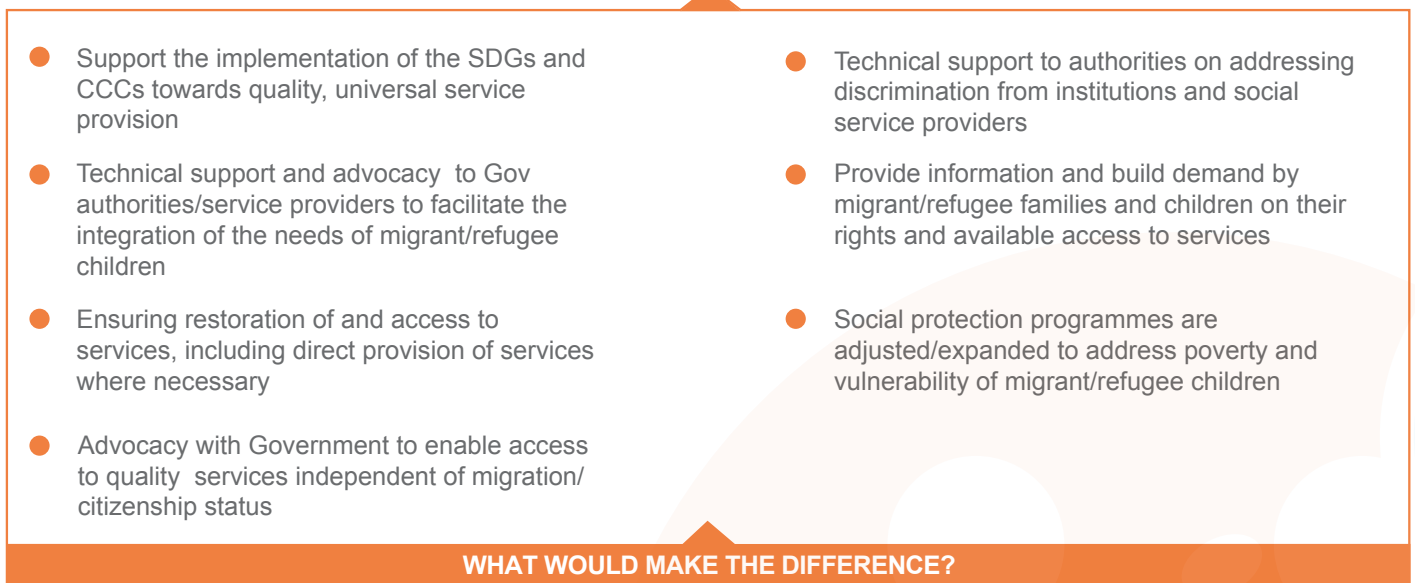 Support the implementation of the SDGs and
CCCs towards quality, universal service
provision
Technical support and advocacy  to Gov
authorities/service providers to facilitate the
integration of the needs of migrant/refugee
children
Ensuring restoration of and access to
services, including direct provision of services
where necessary
Advocacy with Government to enable access
to quality  services independent of migration/
citizenship status
Technical support to authorities on addressing
discrimination from institutions and social
service providers
Provide information and build demand by
migrant/refugee families and children on their
rights and available access to services
Social protection programmes are
adjusted/expanded to address poverty and
vulnerability of migrant/refugee children
WHAT WOULD MAKE THE DIFFERENCE?